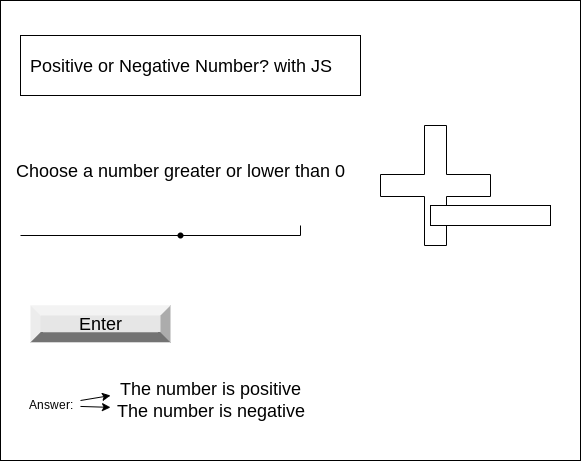 Positive or Negative Number? with JS
Choose a number greater or lower than 0
Enter
Answer:
The number is positive
The number is negative